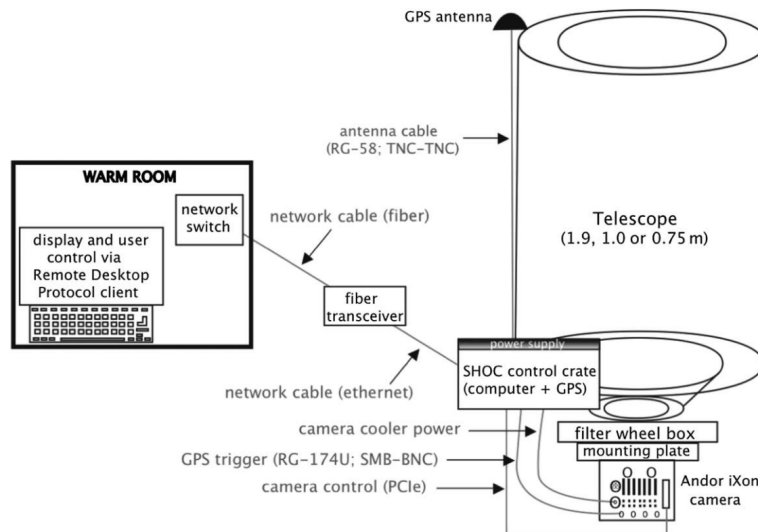 GPS antenna
antenna cable
(RG-58; TNC-TNC)
WARM ROOM
network
switch
network cable (fiber)
display and user
control via
Remote Desktop
Protocol client
Telescope
(1.9, 1.0 or 0.75 m)
fiber
transceiver
power supply
SHOC control crate
(computer + GPS)
network cable (ethernet)
camera cooler power
filter wheel box
mounting plate
GPS trigger (RG-174U; SMB-BNC)
camera control (PCIe)
Andor iXon
camera